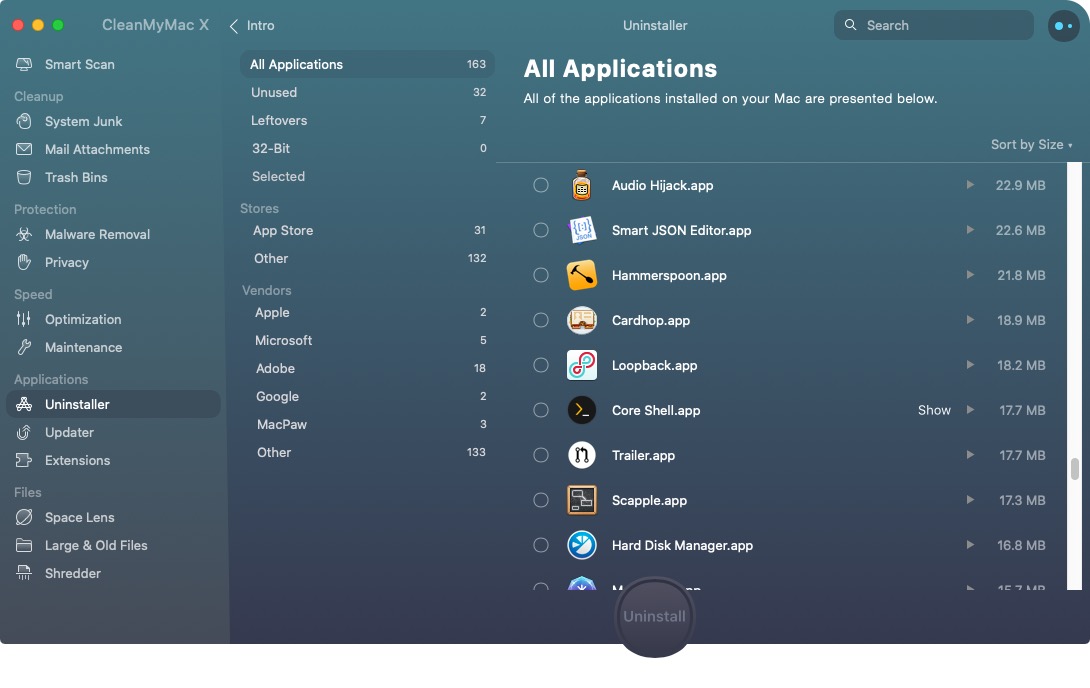 CleanMyMac X
Intro
Uninstaller
Search
Smart Scan
Cleanup
System Junk
Mail Attachments
Trash Bins
Protection
Malware Removal
Privacy
Speed
Optimization
Maintenance
Applications
Uninstaller
Updater
Extensions
Files
Space Lens
Large & Old Files
Shredder
All Applications 163
Unused 32
Leftovers 7
32-Bit 0
Selected
Stores
App Store 31
Other 132
Vendors
Apple 2
Microsoft 5
Adobe 18
Google 2
MacPaw 3
Other 133
All Applications
All of the applications installed on your Mac are presented below.
Sort by Size
Audio Hijack.app 22.9 MB
JSON
Smart JSON Editor.app 22.6 MB
Hammerspoon.app 21.8 MB
Cardhop.app 18.9 MB
Loopback.app 18.2 MB
Core Shell.app Show 17.7 MB
Trailer.app 17.7 MB
Scapple.app 17.3 MB
Hard Disk Manager.app 16.8 MB
15.7 MB
Uninstall